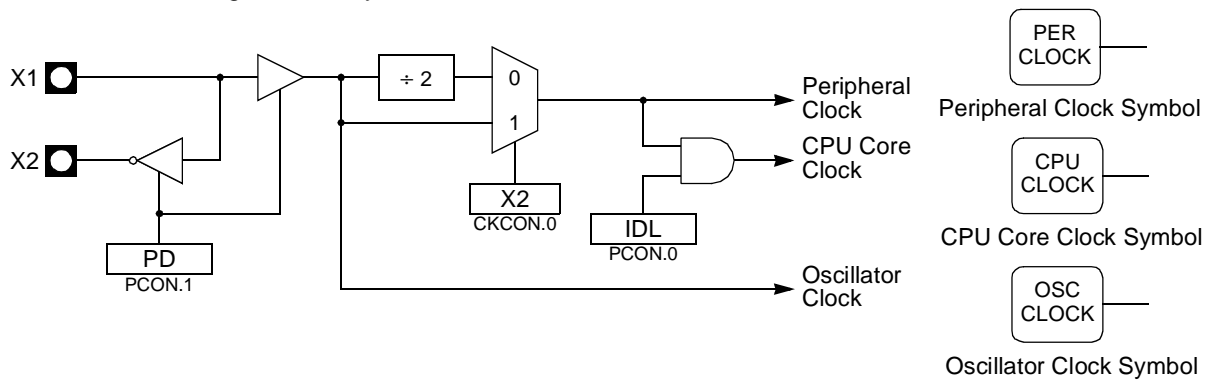 X1
X2
÷ 2
0
1
X2
CKCON.0
PD
PCON.1
IDL
PCON.0
Peripheral
Clock
CPU Core
Clock
Oscillator
Clock
PER
CLOCK
Peripheral Clock Symbol
CPU
CLOCK
CPU Core Clock Symbol
OSC
CLOCK
Oscillator Clock Symbol